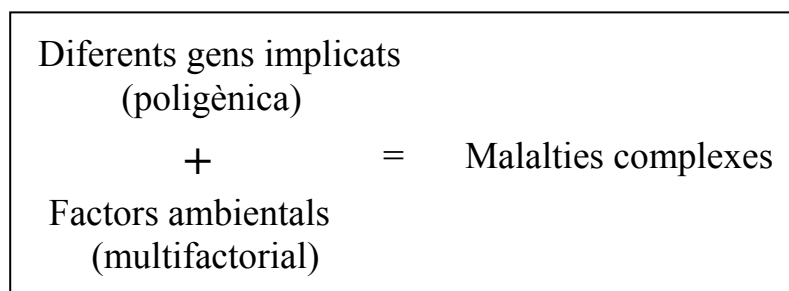 Diferents gens implicats
(poligènica)
+ = Malalties complexes
Factors ambientals
(multifactorial)